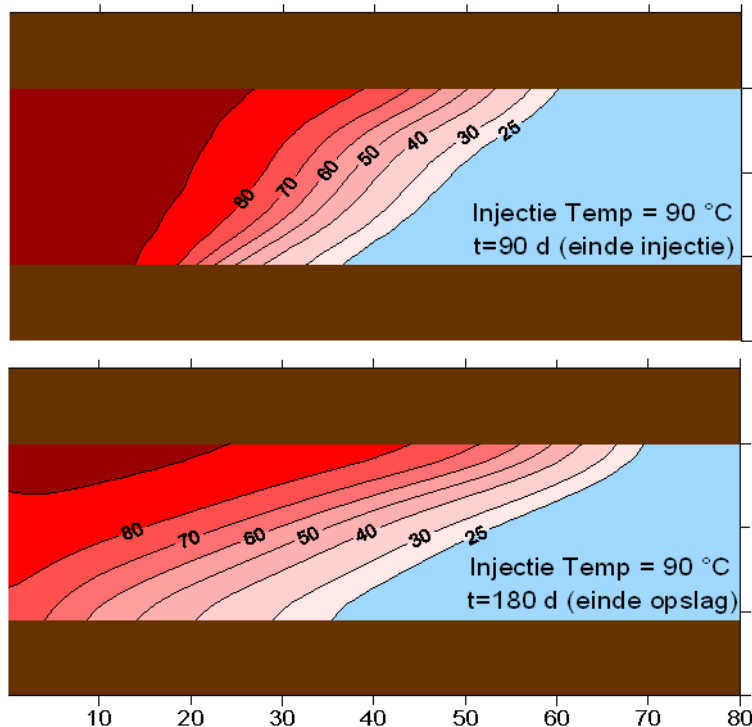 80 70 60 50 40 30 25
Injectie Temp = 90 °C
t=90 d (einde injectie)
80 70 60 50 40 30 25
Injectie Temp = 90 °C
t=180 d (einde opslag)
10 20 30 40 50 60 70 80